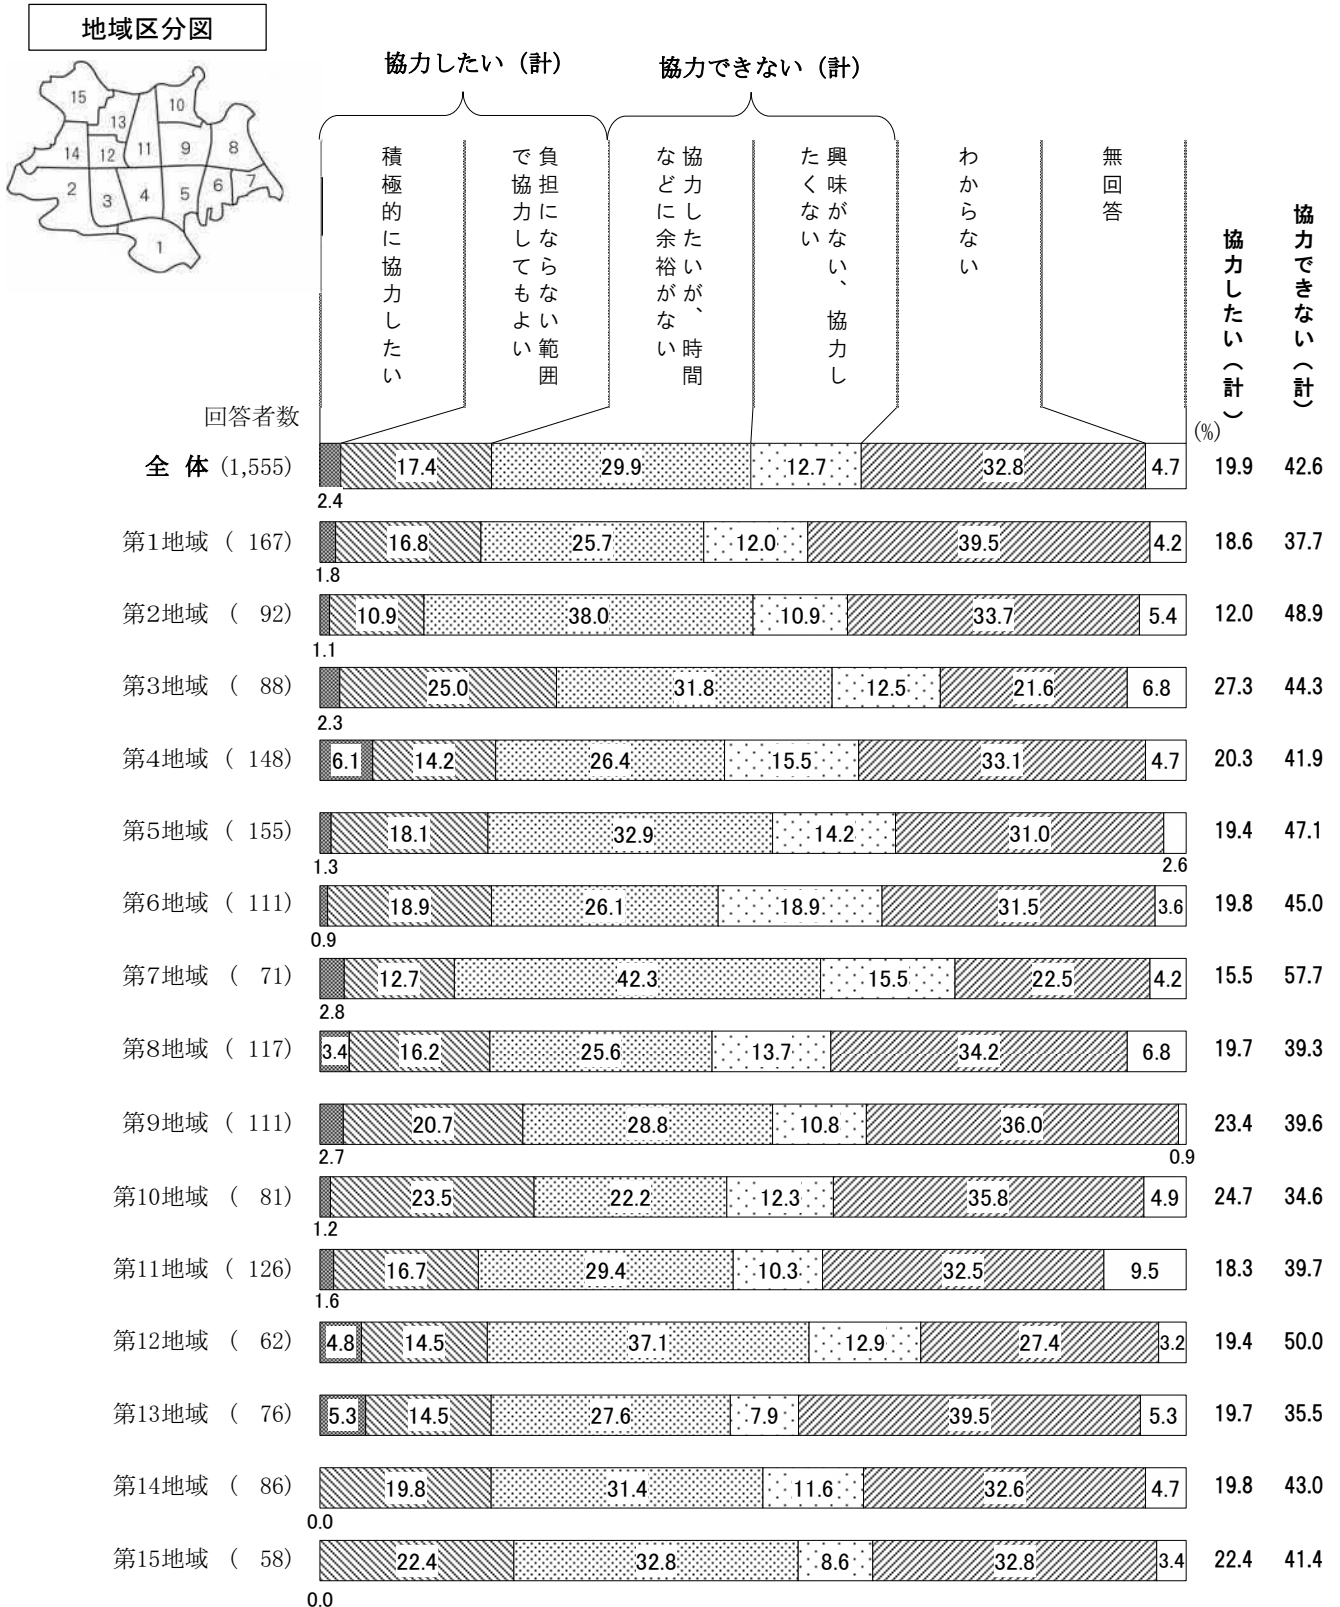 地域区分図
15
10
13
14
12
11
9
8
2
3
4
5
6
7
1
協力したい（計）
協力できない（計）
積極的に協力したい
負担にならない範囲
で協力してもよい
協力したいが、時間
などに余裕がない
興味がない、協力し
たくない
わからない
無回答
協力したい（計）
協力できない（計）
回答者数
(%)
全 体 (1,555) 17.4 29.9 12.7 32.8 4.7 19.9 42.6
2.4
第1地域 ( 167) 16.8 25.7 12.0 39.5 4.2 18.6 37.7
1.8
第2地域 ( 92) 10.9 38.0 10.9 33.7 5.4 12.0 48.9
1.1
第3地域 ( 88) 25.0 31.8 12.5 21.6 6.8 27.3 44.3
2.3
第4地域 ( 148) 6.1 14.2 26.4 15.5 33.1 4.7 20.3 41.9
第5地域 ( 155) 18.1 32.9 14.2 31.0 19.4 47.1
1.3 2.6
第6地域 ( 111) 18.9 26.1 18.9 31.5 3.6 19.8 45.0
0.9
第7地域 ( 71) 12.7 42.3 15.5 22.5 4.2 15.5 57.7
2.8
第8地域 ( 117) 3.4 16.2 25.6 13.7 34.2 6.8 19.7 39.3
第9地域 ( 111) 20.7 28.8 10.8 36.0 23.4 39.6
2.7 0.9
第10地域 ( 81) 23.5 22.2 12.3 35.8 4.9 24.7 34.6
1.2
第11地域 ( 126) 16.7 29.4 10.3 32.5 9.5 18.3 39.7
1.6
第12地域 ( 62) 4.8 14.5 37.1 12.9 27.4 3.2 19.4 50.0
第13地域 ( 76) 5.3 14.5 27.6 7.9 39.5 5.3 19.7 35.5
第14地域 ( 86) 19.8 31.4 11.6 32.6 4.7 19.8 43.0
0.0
第15地域 ( 58) 22.4 32.8 8.6 32.8 3.4 22.4 41.4
0.0